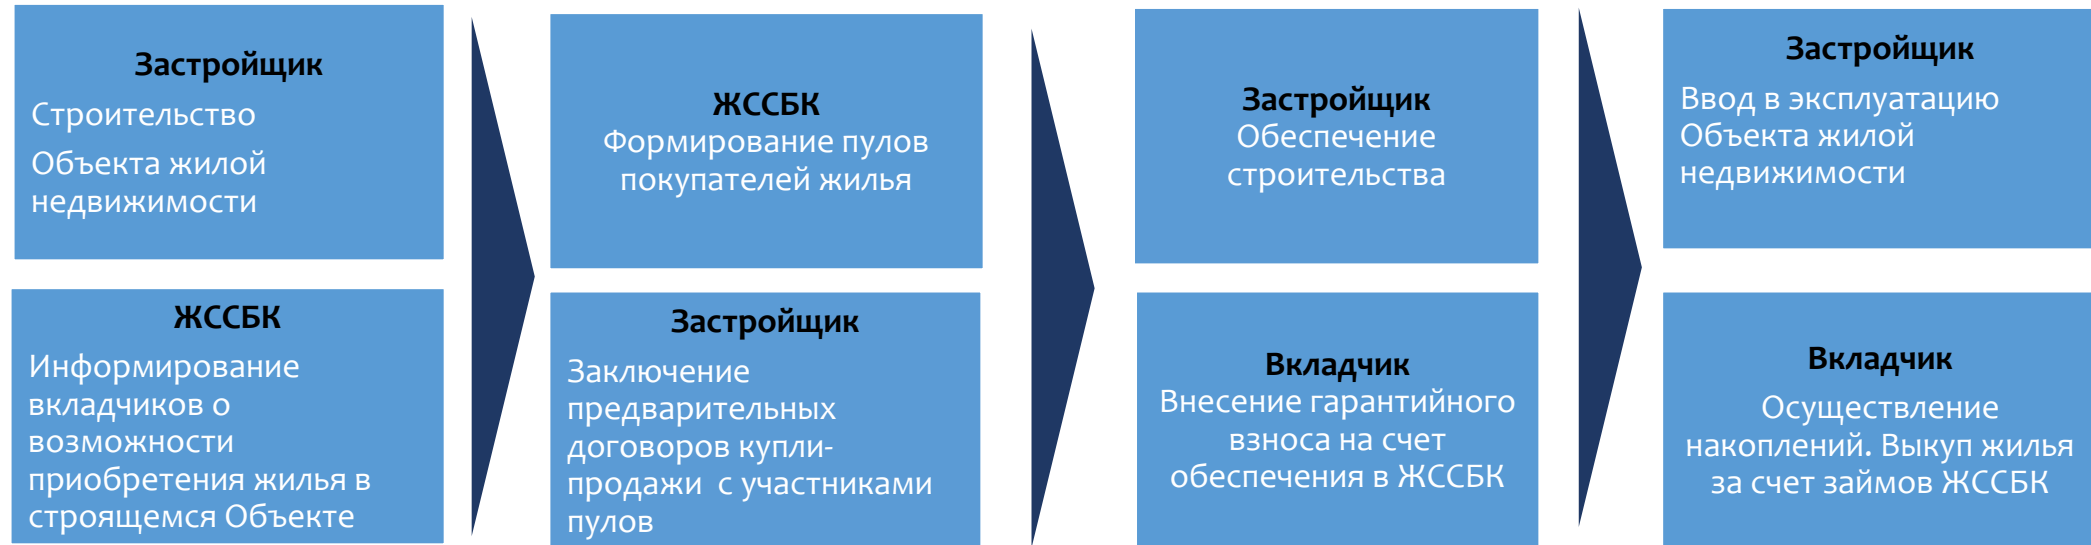 Застройщик
Строительство
Объекта жилой
недвижимости
ЖССБК
Информирование
вкладчиков о
возможности
приобретения жилья в
строящемся Объекте
ЖССБК
Формирование пулов
покупателей жилья
Застройщик
Заключение
предварительных
договоров купли-
продажи с участниками
пулов
Застройщик
Обеспечение
строительства
Вкладчик
Внесение гарантийного
взноса на счет
обеспечения в ЖССБК
Застройщик
Ввод в эксплуатацию
Объекта жилой
недвижимости
Вкладчик
Осуществление
накоплений. Выкуп жилья
за счет займов ЖССБК